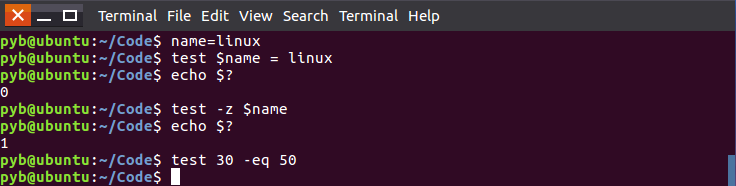 Terminal File Edit View Search Terminal Help
pyb@ubuntu:~/Code$ name=linux
pyb@ubuntu:~/Code$ test $name = linux
pyb@ubuntu:~/Code$ echo $?
0
pyb@ubuntu:~/Code$ test -z $name
pyb@ubuntu:~/Code$ echo $?
1
pyb@ubuntu:~/Code$ test 30 -eq 50
pyb@ubuntu:~/Code$